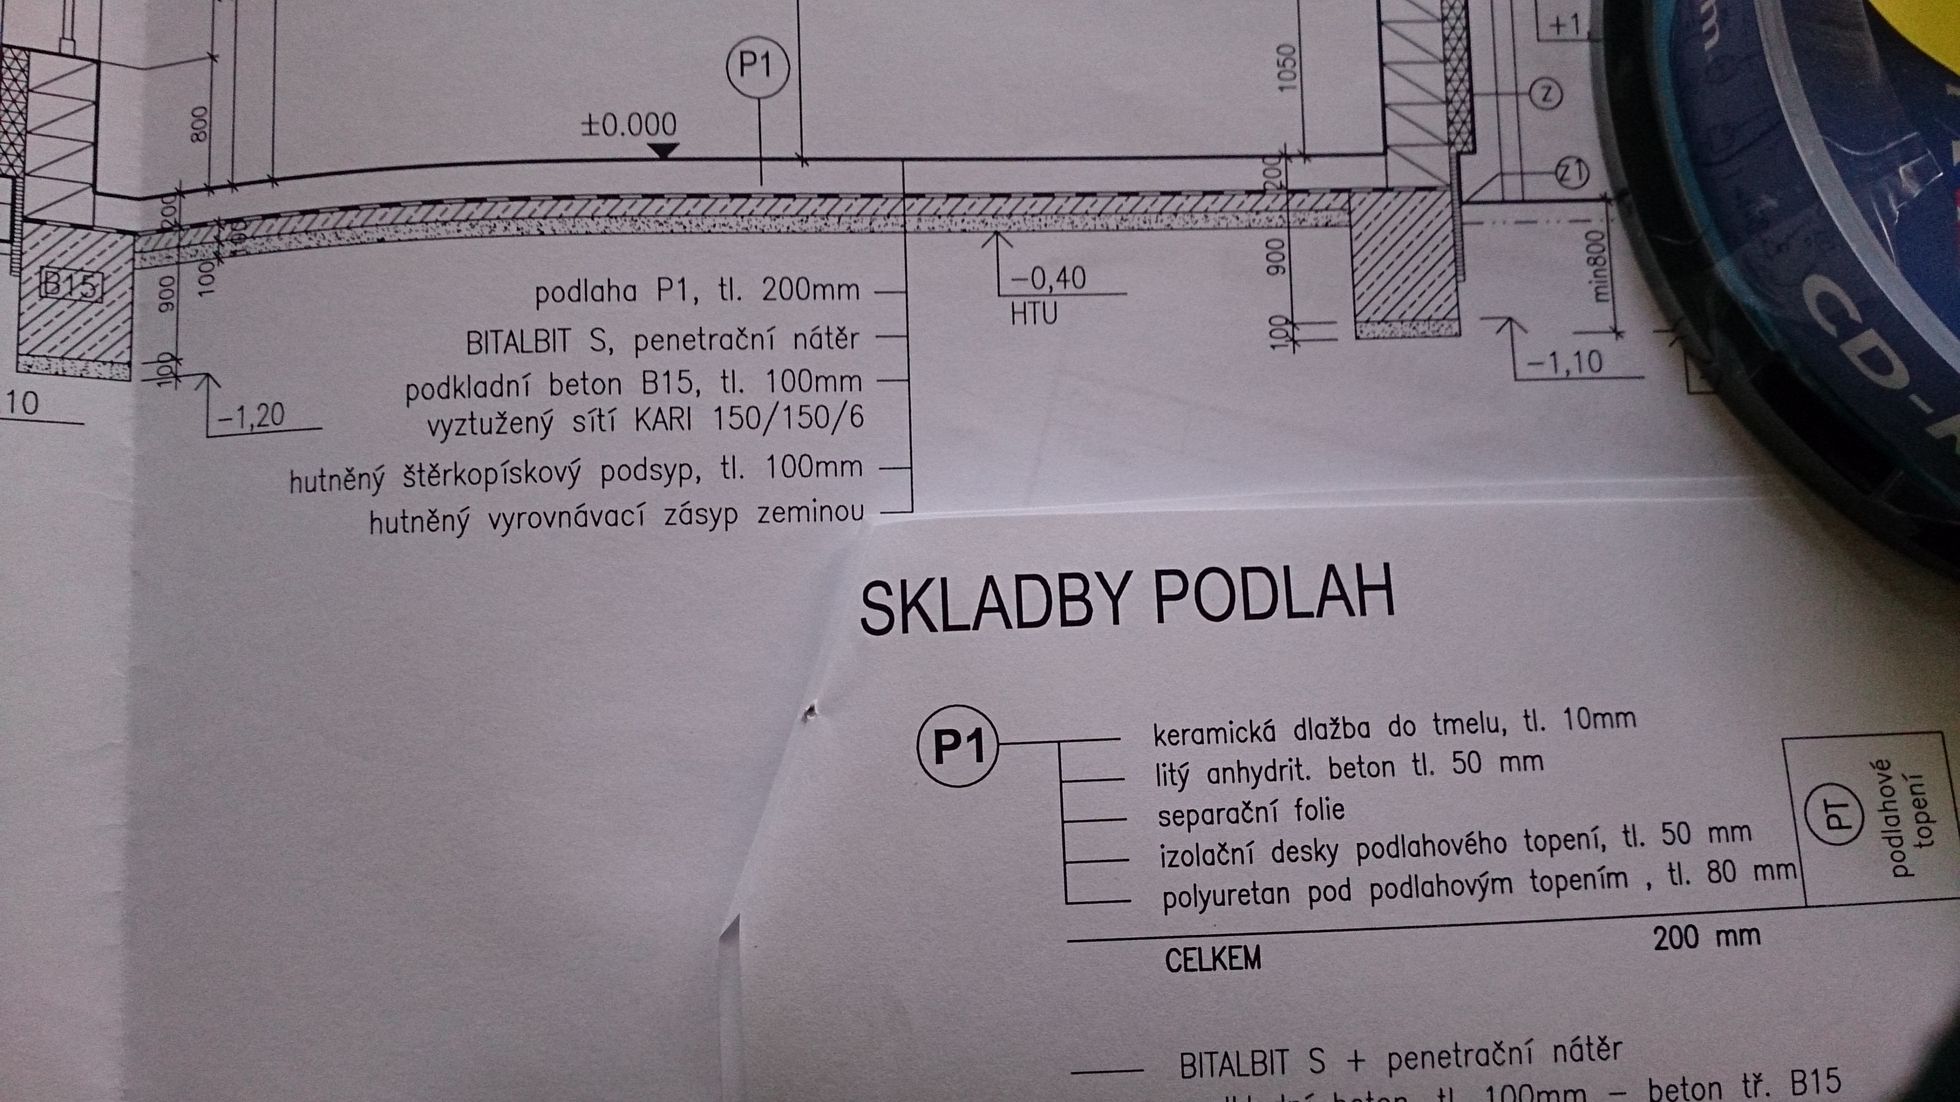 +1
P1
1050
Z
800
±0.000
200
Z1
200
100
B15
900
100
podlaha P1, tl. 200mm
-0,40
HTU
900
min800
BITALBIT S, penetrační nátěr
100
-1,10
100
podkladní beton B15, tl. 100mm
10
-1,20
vyztužený sítí KARI 150/150/6
CD-
hutněný štěrkopískový podsyp, tl. 100mm
hutněný vyrovnávací zásyp zeminou
SKLADBY PODLAH
P1
keramická dlažba do tmelu, tl. 10mm
litý anhydrit. beton tl. 50 mm
separační folie
izolační desky podlahového topení, tl. 50 mm
polyuretan pod podlahovým topením , tl. 80 mm
PT
podlahové
topení
CELKEM 200 mm
BITALBIT S + penetrační nátěr
tl. 100mm – beton tř. B15